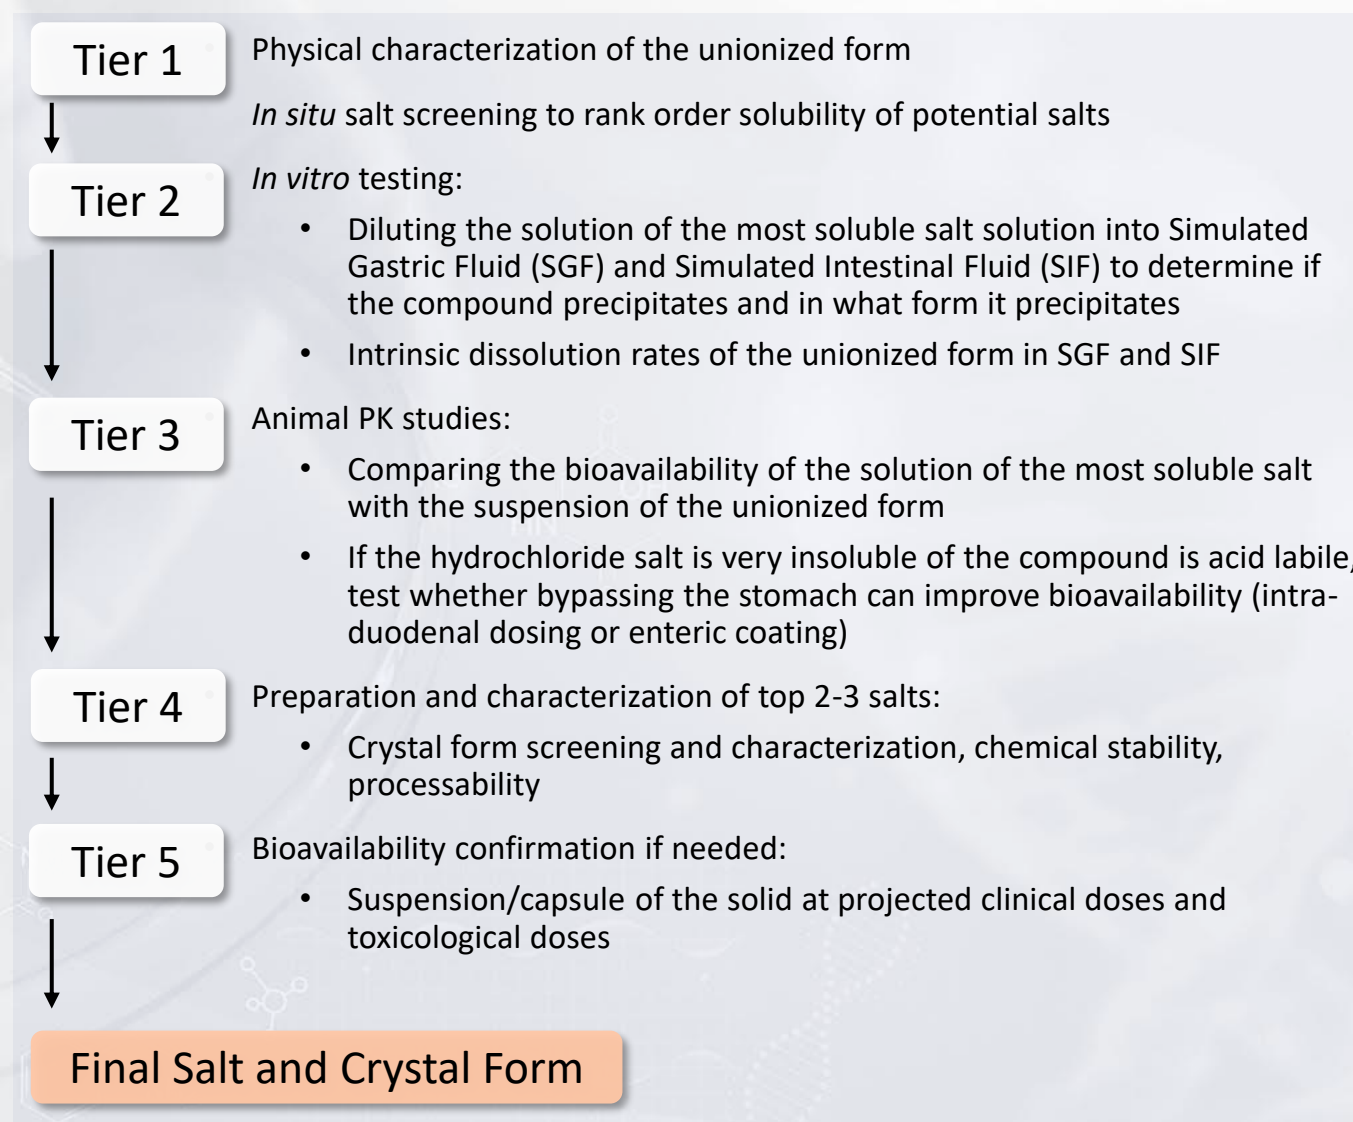 Tier 1
Physical characterization of the unionized form
In situ salt screening to rank order solubility of potential salts
Tier 2
In vitro testing:
• Diluting the solution of the most soluble salt solution into Simulated
Gastric Fluid (SGF) and Simulated Intestinal Fluid (SIF) to determine if
the compound precipitates and in what form it precipitates
• Intrinsic dissolution rates of the unionized form in SGF and SIF
Tier 3
Animal PK studies:
• Comparing the bioavailability of the solution of the most soluble salt
with the suspension of the unionized form
• If the hydrochloride salt is very insoluble of the compound is acid labile,
test whether bypassing the stomach can improve bioavailability (intra-
duodenal dosing or enteric coating)
Tier 4
Preparation and characterization of top 2-3 salts:
• Crystal form screening and characterization, chemical stability,
processability
Tier 5
Bioavailability confirmation if needed:
• Suspension/capsule of the solid at projected clinical doses and
toxicological doses
Final Salt and Crystal Form